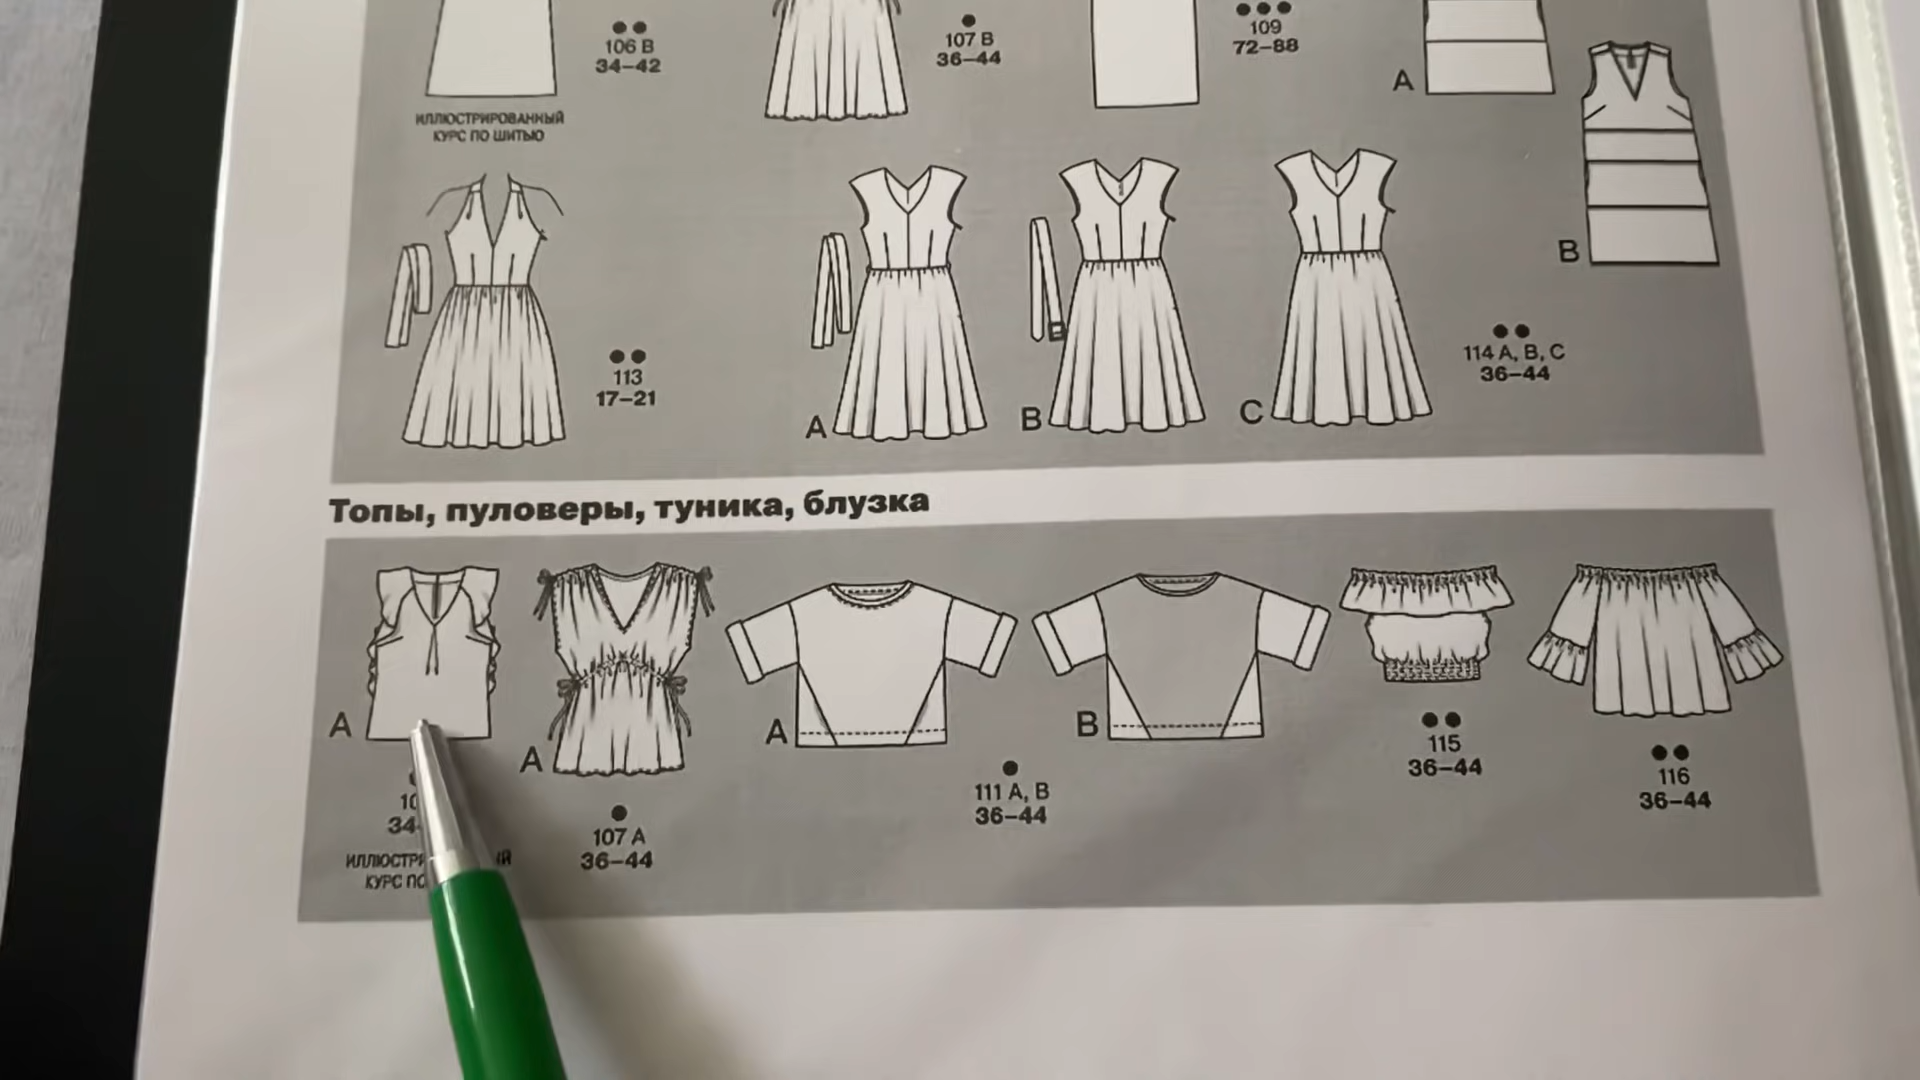 106 B
34–42
ИЛЛЮСТРИРОВАННЫЙ
КУРС ПО ШИТЬЮ
107 B
36–44
109
72–88
A
B
113
17–21
A
B
C
114 A, B, C
36–44
Топы, пуловеры, туника, блузка
A
КУРС
A
107 A
36–44
A
B
111 A, B
36–44
115
36–44
116
36–44